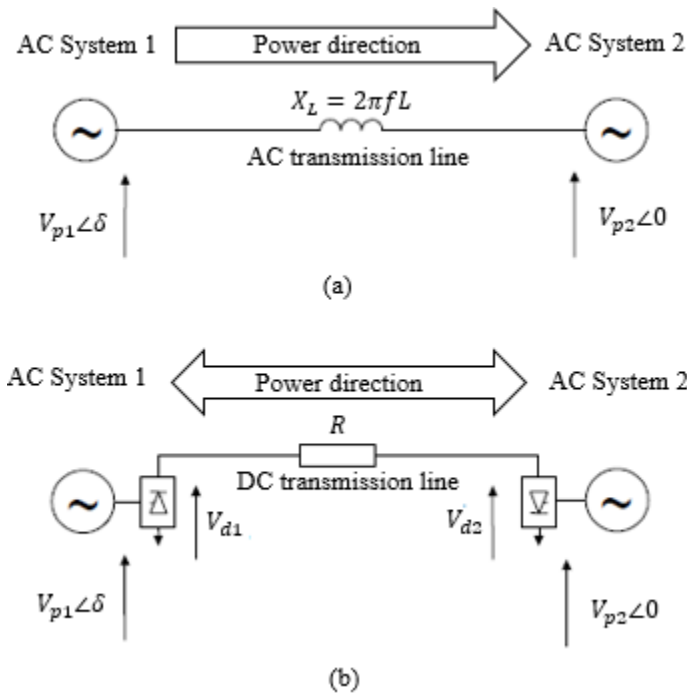 AC System 1
Power direction
AC System 2
X_L = 2πfL
~
~
AC transmission line
V_p1∠δ
V_p2∠0
(a)
AC System 1
Power direction
AC System 2
R
DC transmission line
~
~
V_d1
V_d2
V_p1∠δ
V_p2∠0
(b)